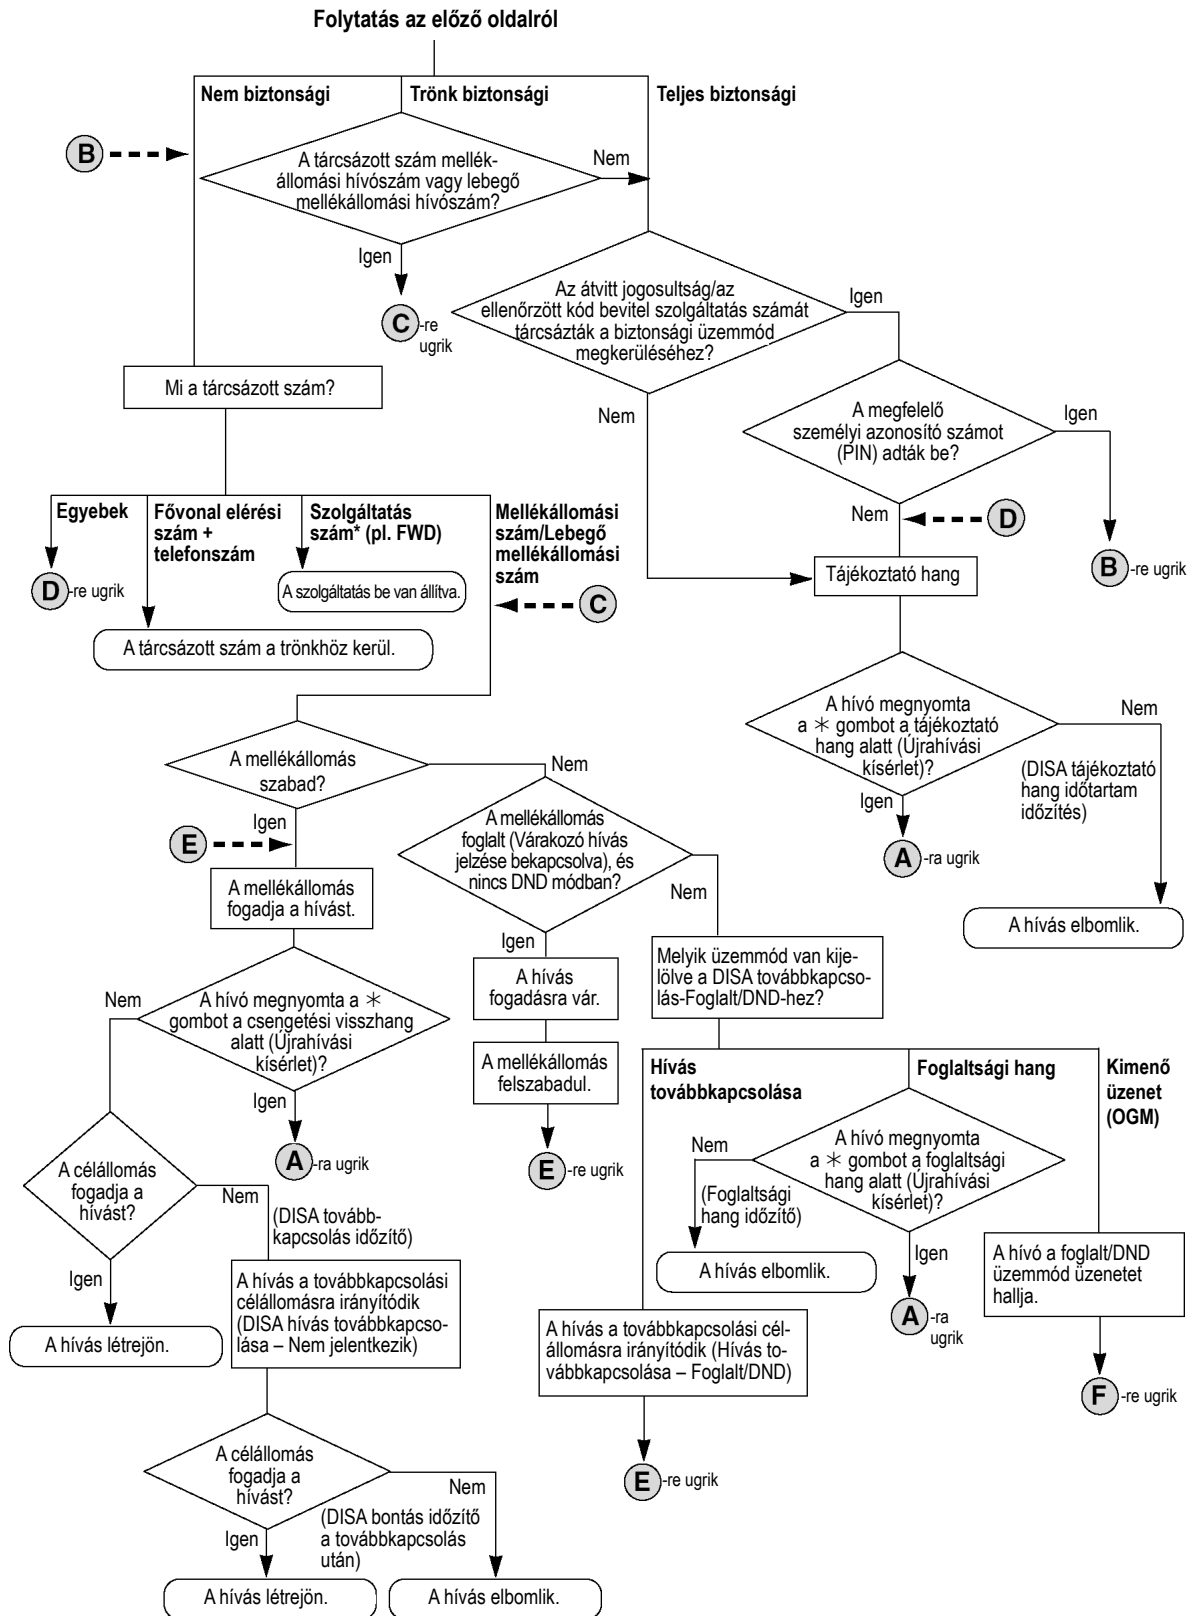 Folytatás az előző oldalról
Nem biztonsági
Trönk biztonsági
Teljes biztonsági
B
A tárcsázott szám mellék-
állomási hívószám vagy lebegő
mellékállomási hívószám?
Nem
Igen
C -re
ugrik
Az átvitt jogosultság/az
ellenőrzött kód bevitel szolgáltatás számát
tárcsázták a biztonsági üzemmód
megkerüléséhez?
Igen
Nem
Mi a tárcsázott szám?
A megfelelő
személyi azonosító számot
(PIN) adták be?
Igen
Nem
D
B -re ugrik
Egyebek
Fővonal elérési
szám +
telefonszám
Szolgáltatás
szám* (pl. FWD)
Mellékállomási
szám/Lebegő
mellékállomási
szám
D -re ugrik
A szolgáltatás be van állítva.
C
A tárcsázott szám a trönkhöz kerül.
Tájékoztató hang
A hívó megnyomta
a ＊ gombot a tájékoztató
hang alatt (Újrahívási
kísérlet)?
Nem
(DISA tájékoztató
hang időtartam
időzítés)
Igen
A -ra ugrik
A hívás elbomlik.
A mellékállomás
szabad?
Nem
Igen
E
A mellékállomás
foglalt (Várakozó hívás
jelzése bekapcsolva), és
nincs DND módban?
Nem
Igen
A mellékállomás
fogadja a hívást.
A hívás
fogadásra vár.
A mellékállomás
felszabadul.
E -re ugrik
Melyik üzemmód van kije-
lölve a DISA továbbkapcso-
lás-Foglalt/DND-hez?
Nem
A hívó megnyomta a ＊
gombot a csengetési visszhang
alatt (Újrahívási
kísérlet)?
Igen
A -ra ugrik
Hívás
továbbkapcsolása
Foglaltsági hang
Kimenő
üzenet
(OGM)
A hívó megnyomta
a ＊ gombot a foglaltsági
hang alatt (Újrahívási
kísérlet)?
Nem
(Foglaltsági
hang időzítő)
A hívás elbomlik.
Igen
A -ra
ugrik
A hívó a foglalt/DND
üzemmód üzenetet
hallja.
F -re ugrik
A célállomás
fogadja a
hívást?
Nem
(DISA tovább-
kapcsolás időzítő)
Igen
A hívás létrejön.
A hívás a továbbkapcsolási
célállomásra irányítódik
(DISA hívás továbbkapcso-
lása – Nem jelentkezik)
A hívás a továbbkapcsolási cél-
állomásra irányítódik (Hívás to-
vábbkapcsolása – Foglalt/DND)
E -re ugrik
A célállomás
fogadja a
hívást?
Nem
(DISA bontás időzítő
a továbbkapcsolás
után)
Igen
A hívás létrejön.
A hívás elbomlik.